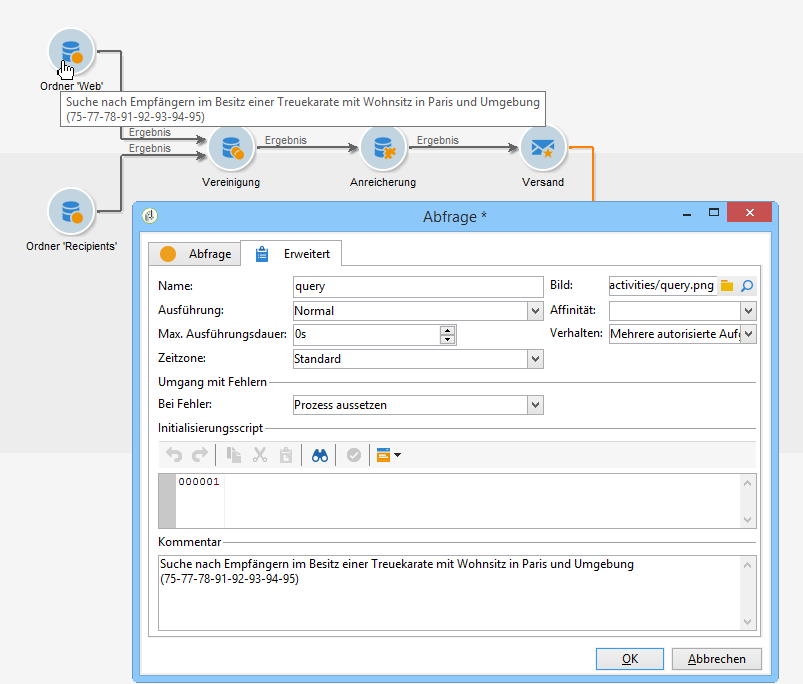 Ordner 'Web'
Suche nach Empfängern im Besitz einer Treuekarate mit Wohnsitz in Paris und Umgebung
(75-77-78-91-92-93-94-95)
Ergebnis
Ergebnis
Ergebnis
Ergebnis
Vereinigung
Anreicherung
Versand
Ordner 'Recipients'
Abfrage *
Abfrage
Erweitert
Name: query
Bild: activities/query.png
Ausführung: Normal
Affinität:
Max. Ausführungsdauer: 0s
Verhalten: Mehrere autorisierte Auf
Zeitzone: Standard
Umgang mit Fehlern
Bei Fehler: Prozess aussetzen
Initialisierungsscript
000001
Kommentar
Suche nach Empfängern im Besitz einer Treuekarate mit Wohnsitz in Paris und Umgebung
(75-77-78-91-92-93-94-95)
OK
Abbrechen